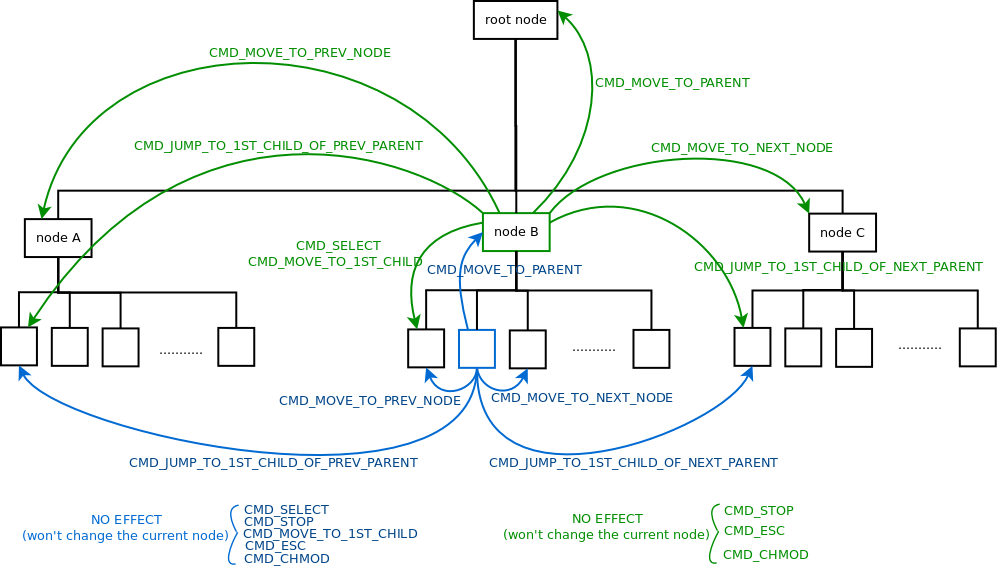 root node
CMD_MOVE_TO_PREV_NODE
CMD_MOVE_TO_PARENT
CMD_JUMP_TO_1ST_CHILD_OF_PREV_PARENT
CMD_MOVE_TO_NEXT_NODE
node A
node B
node C
CMD_SELECT
CMD_MOVE_TO_1ST_CHILD
CMD_MOVE_TO_PARENT
CMD_JUMP_TO_1ST_CHILD_OF_NEXT_PARENT
...........
...........
...........
CMD_MOVE_TO_PREV_NODE
CMD_MOVE_TO_NEXT_NODE
CMD_JUMP_TO_1ST_CHILD_OF_PREV_PARENT
CMD_JUMP_TO_1ST_CHILD_OF_NEXT_PARENT
NO EFFECT
(won't change the current node)
CMD_SELECT
CMD_STOP
CMD_MOVE_TO_1ST_CHILD
CMD_ESC
CMD_CHMOD
NO EFFECT
(won't change the current node)
CMD_STOP
CMD_ESC
CMD_CHMOD